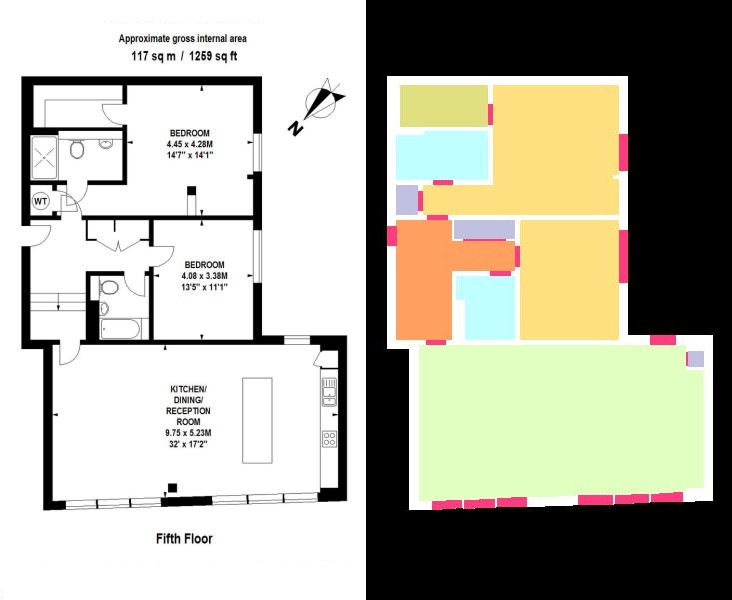 Approximate gross internal area
117 sq m / 1259 sq ft
N
BEDROOM
4.45 x 4.28M
14'7" x 14'1"
WT
BEDROOM
4.08 x 3.38M
13'5" x 11'1"
KITCHEN/
DINING/
RECEPTION
ROOM
9.75 x 5.23M
32' x 17'2"
Fifth Floor